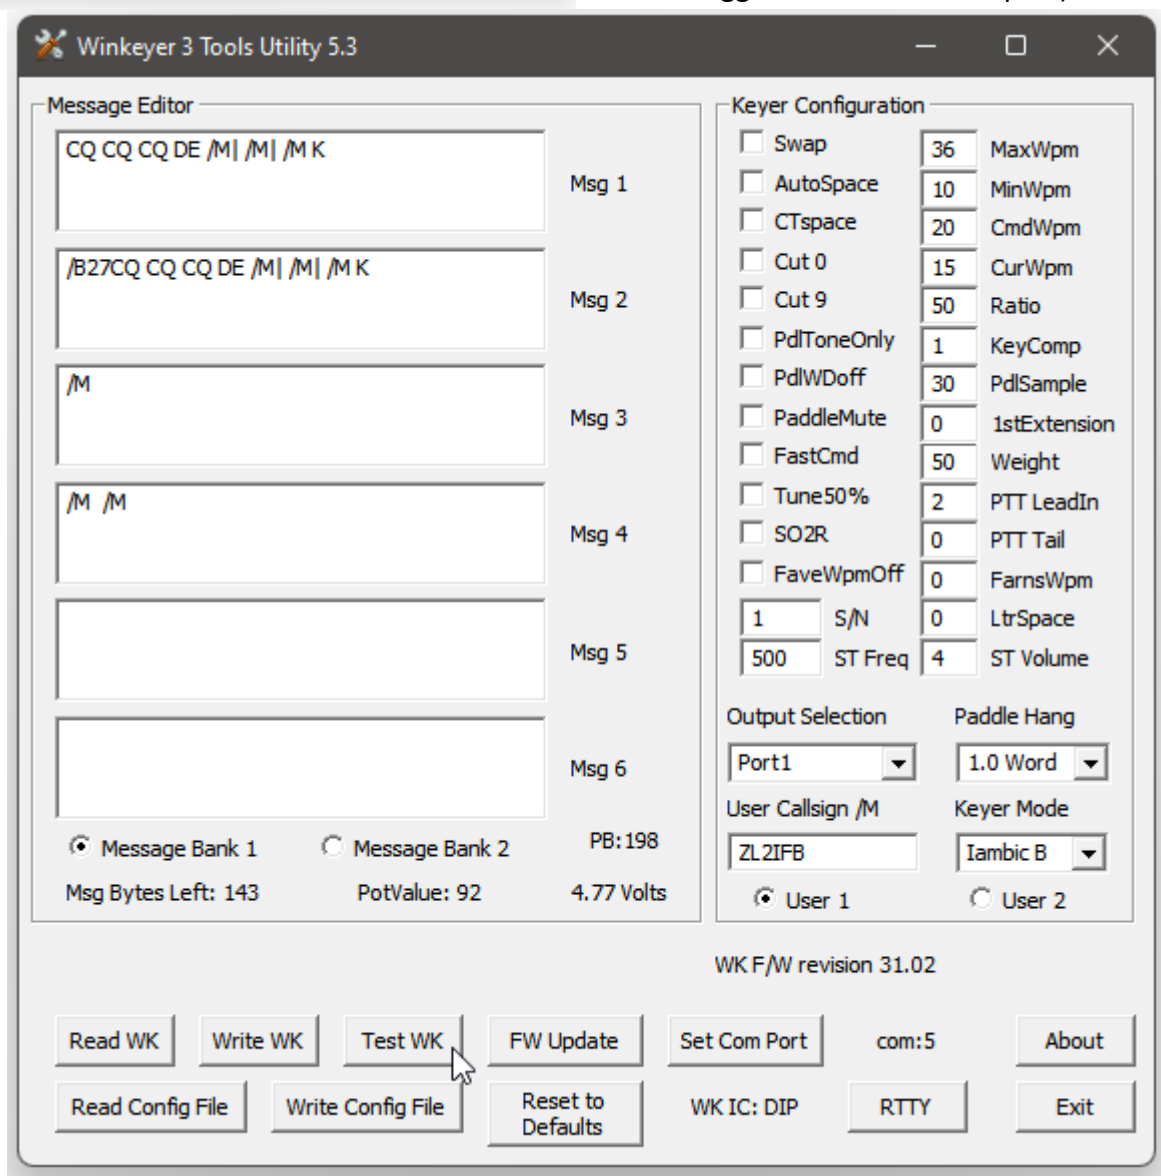 Winkeyer 3 Tools Utility 5.3
Message Editor
CQ CQ CQ DE /M| /M| /M K
Msg 1
/B27CQ CQ CQ DE /M| /M| /M K
Msg 2
/M
Msg 3
/M  /M
Msg 4
Msg 5
Msg 6
Message Bank 1
Message Bank 2
PB:198
Msg Bytes Left: 143
PotValue: 92
4.77 Volts
Keyer Configuration
Swap
36 MaxWpm
AutoSpace
10 MinWpm
CTspace
20 CmdWpm
Cut 0
15 CurWpm
Cut 9
50 Ratio
PdlToneOnly
1 KeyComp
PdlWDoff
30 PdlSample
PaddleMute
0 1stExtension
FastCmd
50 Weight
Tune50%
2 PTT LeadIn
SO2R
0 PTT Tail
FaveWpmOff
0 FarnsWpm
1 S/N
0 LtrSpace
500 ST Freq
4 ST Volume
Output Selection
Paddle Hang
Port1
1.0 Word
User Callsign /M
Keyer Mode
ZL2IFB
Iambic B
User 1
User 2
WK F/W revision 31.02
Read WK
Write WK
Test WK
FW Update
Set Com Port
com:5
About
Read Config File
Write Config File
Reset to
Defaults
WK IC: DIP
RTTY
Exit